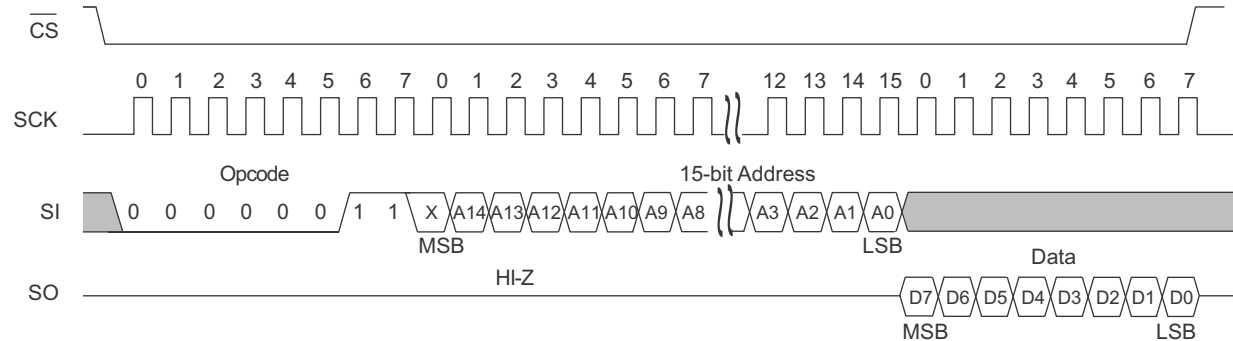 CS
0 1 2 3 4 5 6 7 0 1 2 3 4 5 6 7 12 13 14 15 0 1 2 3 4 5 6 7
SCK
Opcode 15-bit Address
SI 0 0 0 0 0 0 1 1 X A14 A13 A12 A11 A10 A9 A8 A3 A2 A1 A0
MSB LSB
HI-Z Data
SO D7 D6 D5 D4 D3 D2 D1 D0
MSB LSB